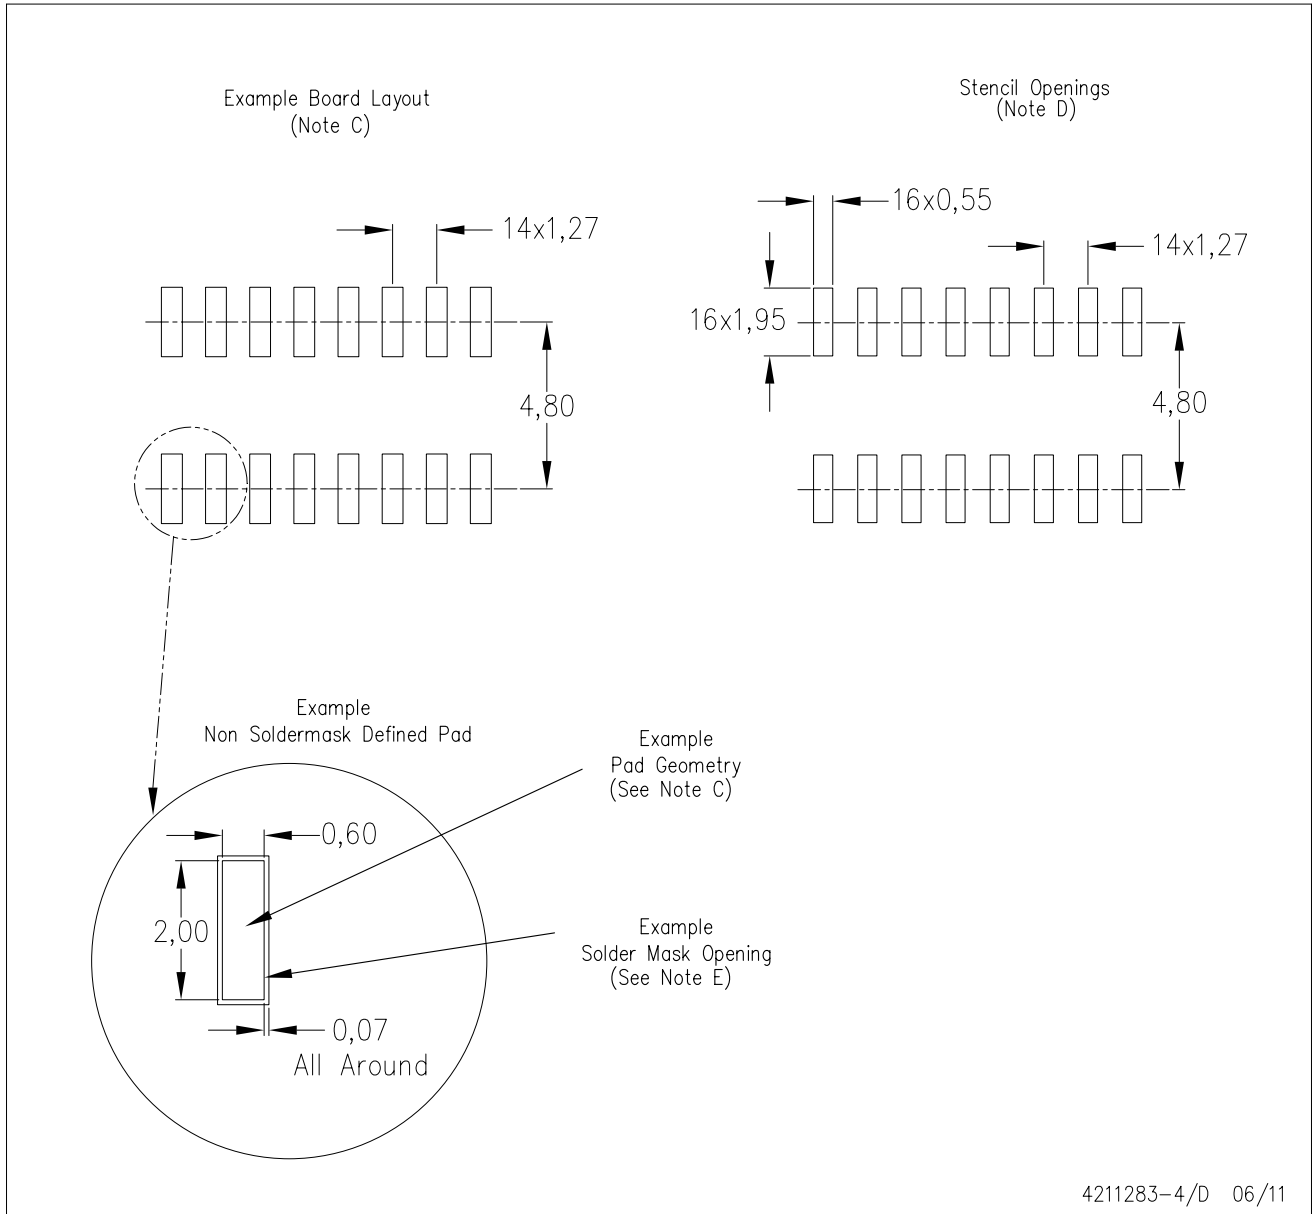 Example Board Layout
(Note C)
Stencil Openings
(Note D)
16x0,55
14x1,27
14x1,27
16x1,95
4,80
4,80
Example
Non Soldermask Defined Pad
Example
Pad Geometry
(See Note C)
0,60
2,00
Example
Solder Mask Opening
(See Note E)
0,07
All Around
4211283-4/D 06/11